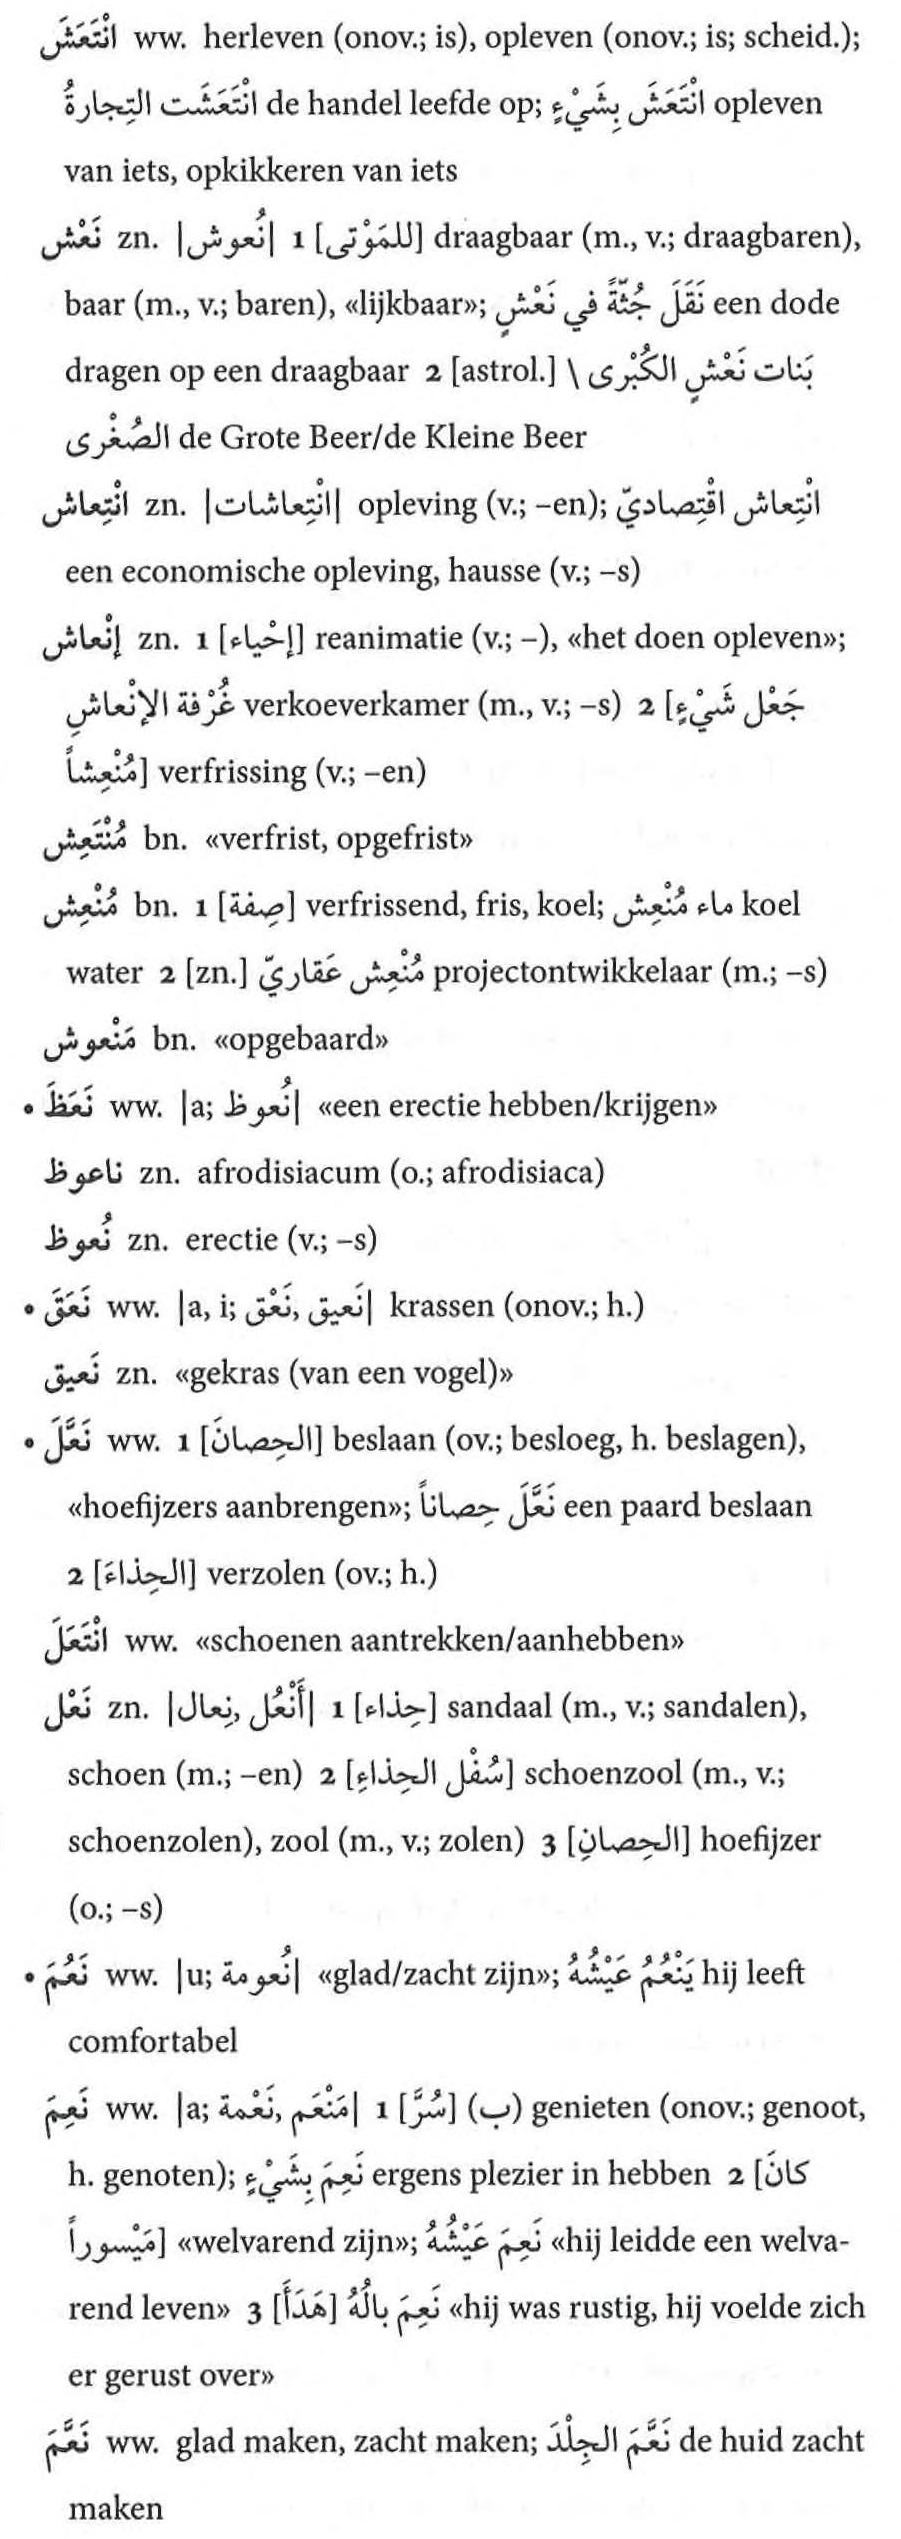 انْتَعَشَ ww. herleven (onov.; is), opleven (onov.; is; scheid.);
انْتَعَشَت التِجارةُ de handel leefde op; انْتَعَشَ بِشَيْءٍ opleven
van iets, opkikkeren van iets
نَعْش zn. |نُعوش| 1 [للمَوْتى] draagbaar (m., v.; draagbaren),
baar (m., v.; baren), «lijkbaar»; نَقَلَ جُثّةً في نَعْشٍ een dode
dragen op een draagbaar 2 [astrol.] بَنات نَعْشٍ الكُبْرى \
الصُغْرى de Grote Beer/de Kleine Beer
انْتِعاش zn. |انْتِعاشات| opleving (v.; –en); انْتِعاش اقْتِصاديّ
een economische opleving, hausse (v.; –s)
إنْعاش zn. 1 [إحْياء] reanimatie (v.; –), «het doen opleven»;
غُرْفة الإنْعاشِ verkoeverkamer (m., v.; –s) 2 [جَعْل شَيْءٍ
مُنْعِشاً] verfrissing (v.; –en)
مُنْتَعِش bn. «verfrist, opgefrist»
مُنْعِش bn. 1 [صِفة] verfrissend, fris, koel; ماء مُنْعِش koel
water 2 [zn.] مُنْعِش عَقاريّ projectontwikkelaar (m.; –s)
مَنْعوش bn. «opgebaard»
• نَعَظَ ww. |a; نُعوظ| «een erectie hebben/krijgen»
ناعوظ zn. afrodisiacum (o.; afrodisiaca)
نُعوظ zn. erectie (v.; –s)
• نَعَقَ ww. |a, i; نَعْق, نَعيق| krassen (onov.; h.)
نَعيق zn. «gekras (van een vogel)»
• نَعَّلَ ww. 1 [الحِصانَ] beslaan (ov.; besloeg, h. beslagen),
«hoefijzers aanbrengen»; نَعَّلَ حِصاناً een paard beslaan
2 [الحِذاءَ] verzolen (ov.; h.)
انْتَعَلَ ww. «schoenen aantrekken/aanhebben»
نَعْل zn. |أَنْعُل, نِعال| 1 [حِذاء] sandaal (m., v.; sandalen),
schoen (m.; –en) 2 [سُفْل الحِذاءِ] schoenzool (m., v.;
schoenzolen), zool (m., v.; zolen) 3 [الحِصانِ] hoefijzer
(o.; –s)
• نَعُمَ ww. |u; نُعومة| «glad/zacht zijn»; يَنْعُمُ عَيْشُهُ hij leeft
comfortabel
نَعِمَ ww. |a; نَعْمة, مَنْعَم| 1 [سُرَّ] (ب) genieten (onov.; genoot,
h. genoten); نَعِمَ بِشَيْءٍ ergens plezier in hebben 2 [كانَ
مَيْسوراً] «welvarend zijn»; نَعِمَ عَيْشُهُ «hij leidde een welva-
rend leven» 3 [هَدَأَ] نَعِمَ بالُهُ «hij was rustig, hij voelde zich
er gerust over»
نَعَّمَ ww. glad maken, zacht maken; نَعَّمَ الجِلْدَ de huid zacht
maken